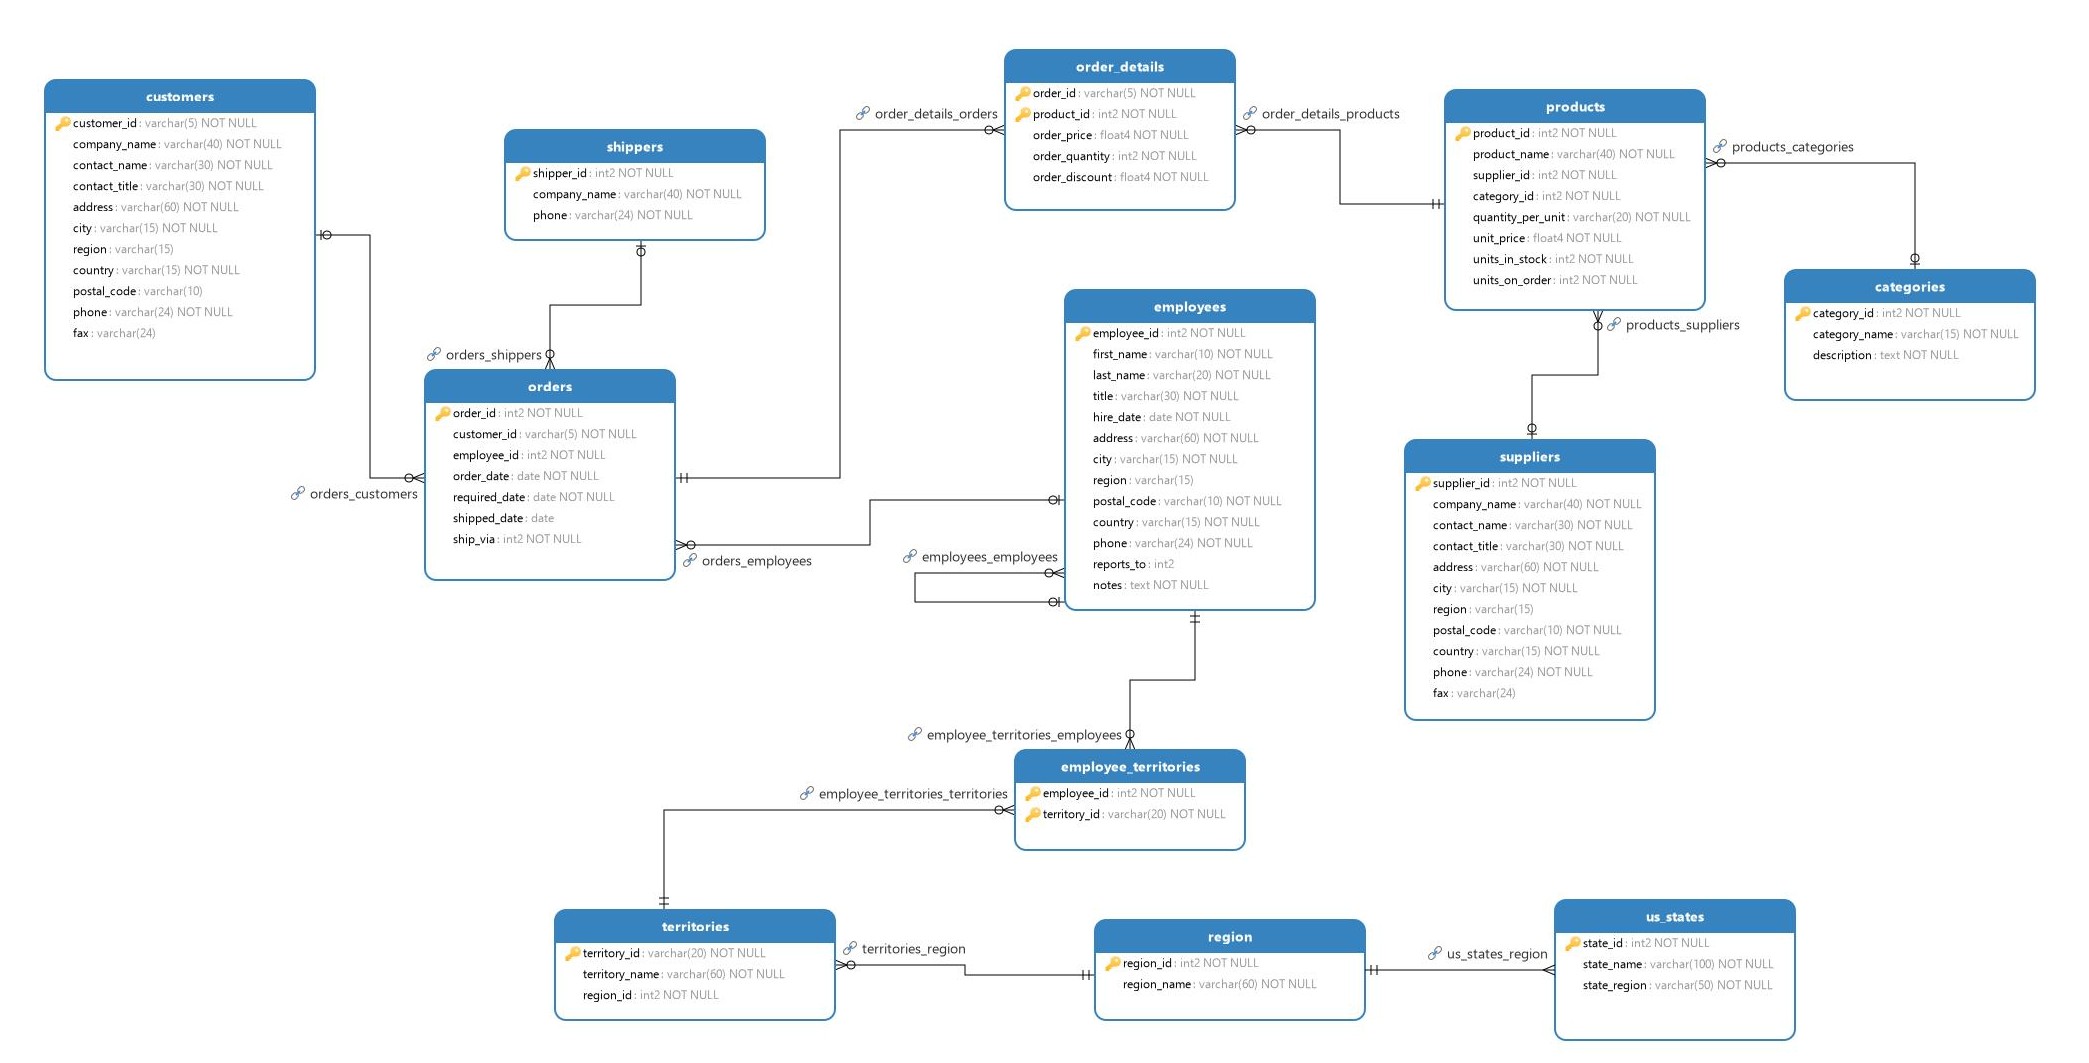 customers
customer_id : varchar(5) NOT NULL
company_name : varchar(40) NOT NULL
contact_name : varchar(30) NOT NULL
contact_title : varchar(30) NOT NULL
address : varchar(60) NOT NULL
city : varchar(15) NOT NULL
region : varchar(15)
country : varchar(15) NOT NULL
postal_code : varchar(10)
phone : varchar(24) NOT NULL
fax : varchar(24)
shippers
shipper_id : int2 NOT NULL
company_name : varchar(40) NOT NULL
phone : varchar(24) NOT NULL
orders_shippers
orders_customers
orders
order_id : int2 NOT NULL
customer_id : varchar(5) NOT NULL
employee_id : int2 NOT NULL
order_date : date NOT NULL
required_date : date NOT NULL
shipped_date : date
ship_via : int2 NOT NULL
orders_employees
order_details_orders
order_details
order_id : varchar(5) NOT NULL
product_id : int2 NOT NULL
order_price : float4 NOT NULL
order_quantity : int2 NOT NULL
order_discount : float4 NOT NULL
order_details_products
products
product_id : int2 NOT NULL
product_name : varchar(40) NOT NULL
supplier_id : int2 NOT NULL
category_id : int2 NOT NULL
quantity_per_unit : varchar(20) NOT NULL
unit_price : float4 NOT NULL
units_in_stock : int2 NOT NULL
units_on_order : int2 NOT NULL
products_categories
categories
category_id : int2 NOT NULL
category_name : varchar(15) NOT NULL
description : text NOT NULL
products_suppliers
suppliers
supplier_id : int2 NOT NULL
company_name : varchar(40) NOT NULL
contact_name : varchar(30) NOT NULL
contact_title : varchar(30) NOT NULL
address : varchar(60) NOT NULL
city : varchar(15) NOT NULL
region : varchar(15)
postal_code : varchar(10) NOT NULL
country : varchar(15) NOT NULL
phone : varchar(24) NOT NULL
fax : varchar(24)
employees
employee_id : int2 NOT NULL
first_name : varchar(10) NOT NULL
last_name : varchar(20) NOT NULL
title : varchar(30) NOT NULL
hire_date : date NOT NULL
address : varchar(60) NOT NULL
city : varchar(15) NOT NULL
region : varchar(15)
postal_code : varchar(10) NOT NULL
country : varchar(15) NOT NULL
phone : varchar(24) NOT NULL
reports_to : int2
notes : text NOT NULL
employees_employees
employee_territories_employees
employee_territories
employee_id : int2 NOT NULL
territory_id : varchar(20) NOT NULL
employee_territories_territories
territories
territory_id : varchar(20) NOT NULL
territory_name : varchar(60) NOT NULL
region_id : int2 NOT NULL
territories_region
region
region_id : int2 NOT NULL
region_name : varchar(60) NOT NULL
us_states_region
us_states
state_id : int2 NOT NULL
state_name : varchar(100) NOT NULL
state_region : varchar(50) NOT NULL